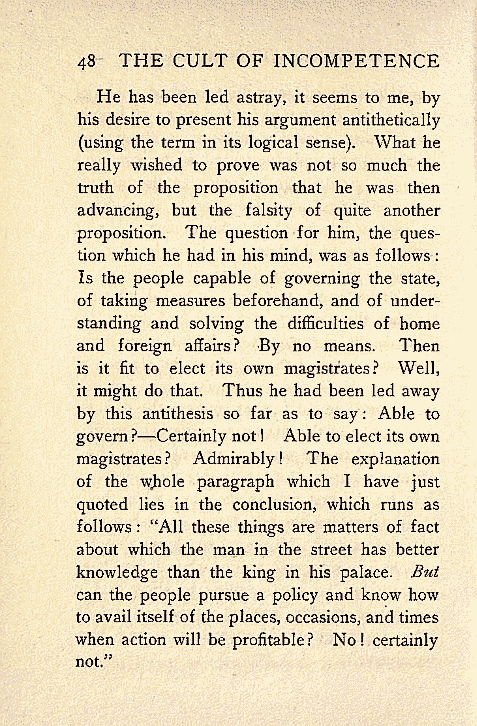 48 THE CULT OF INCOMPETENCE
He has been led astray, it seems to me, by
his desire to present his argument antithetically
(using the term in its logical sense). What he
really wished to prove was not so much the
truth of the proposition that he was then
advancing, but the falsity of quite another
proposition. The question for him, the ques-
tion which he had in his mind, was as follows:
Is the people capable of governing the state,
of taking measures beforehand, and of under-
standing and solving the difficulties of home
and foreign affairs? By no means. Then
is it fit to elect its own magistrates? Well,
it might do that. Thus he had been led away
by this antithesis so far as to say: Able to
govern?—Certainly not! Able to elect its own
magistrates? Admirably! The explanation
of the whole paragraph which I have just
quoted lies in the conclusion, which runs as
follows: "All these things are matters of fact
about which the man in the street has better
knowledge than the king in his palace. But
can the people pursue a policy and know how
to avail itself of the places, occasions, and times
when action will be profitable? No! certainly
not."